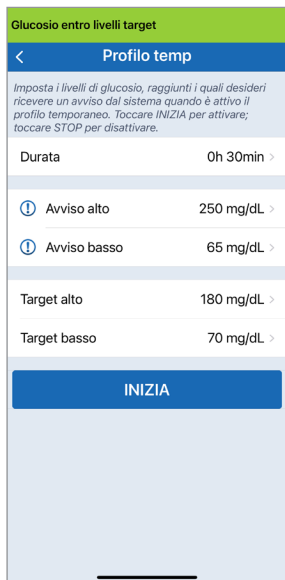 Glucosio entro livelli target
Profilo temp
Imposta i livelli di glucosio, raggiunti i quali desideri
ricevere un avviso dal sistema quando è attivo il
profilo temporaneo. Toccare INIZIA per attivare;
toccare STOP per disattivare.
Durata 0h 30min
Avviso alto 250 mg/dL
Avviso basso 65 mg/dL
Target alto 180 mg/dL
Target basso 70 mg/dL
INIZIA